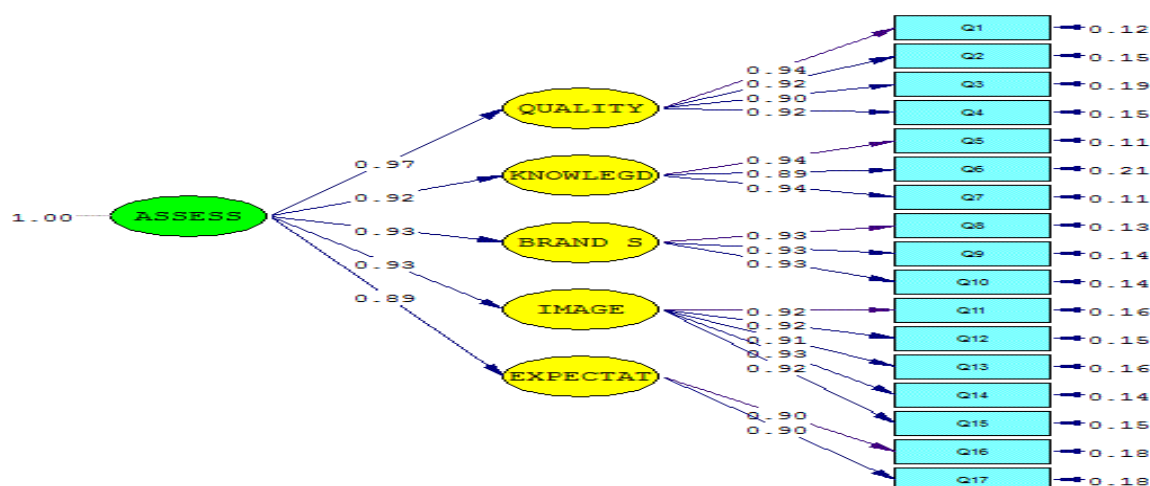 1.00
ASSESS
0.97
0.92
0.93
0.93
0.89
QUALITY
KNOWLEGD
BRAND S
IMAGE
EXPECTAT
0.94
0.92
0.90
0.92
0.94
0.89
0.94
0.93
0.93
0.93
0.92
0.92
0.91
0.93
0.92
0.90
0.90
Q1 0.12
Q2 0.15
Q3 0.19
Q4 0.15
Q5 0.11
Q6 0.21
Q7 0.11
Q8 0.13
Q9 0.14
Q10 0.14
Q11 0.16
Q12 0.15
Q13 0.16
Q14 0.14
Q15 0.15
Q16 0.18
Q17 0.18